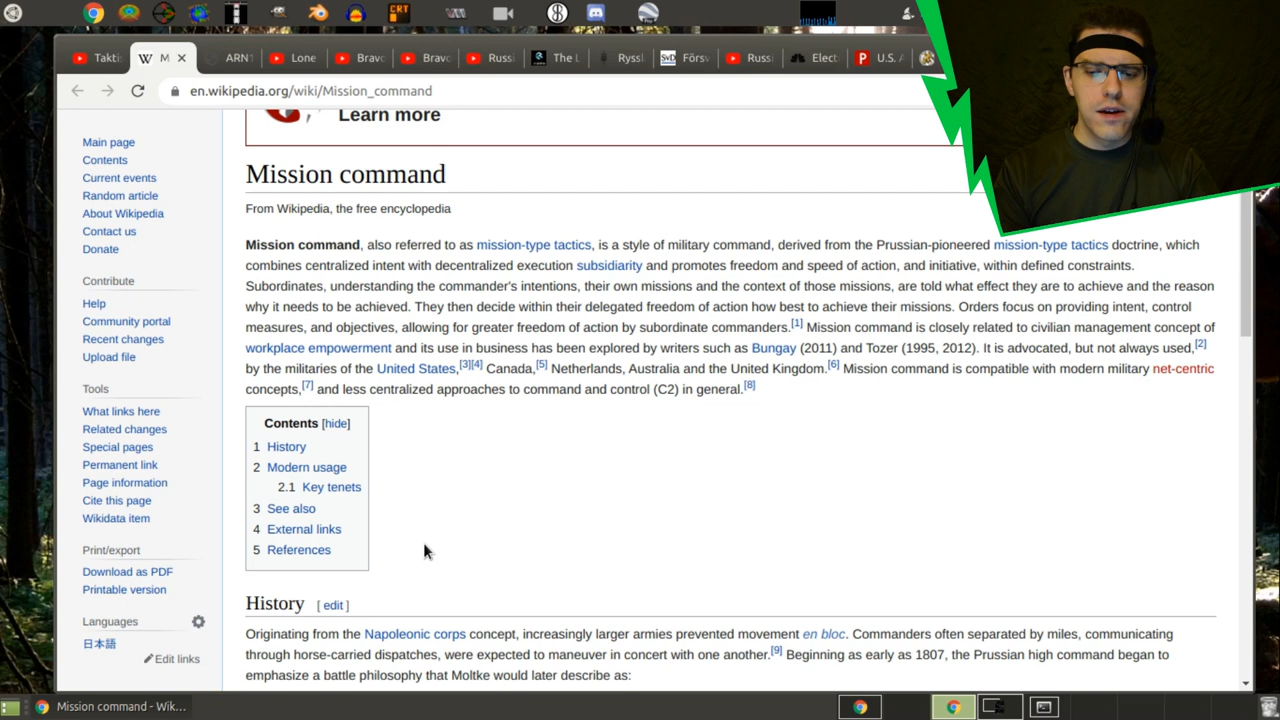 CRT
Takti
M
ARN
Lone
Bravo
Bravo
Russi
The L
Ryssl
SvD
Försv
Russi
Elect
U.S. A
en.wikipedia.org/wiki/Mission_command
Learn more
Main page
Contents
Current events
Random article
About Wikipedia
Contact us
Donate
Contribute
Help
Community portal
Recent changes
Upload file
Tools
What links here
Related changes
Special pages
Permanent link
Page information
Cite this page
Wikidata item
Print/export
Download as PDF
Printable version
Languages
日本語
Edit links
Mission command
From Wikipedia, the free encyclopedia
Mission command, also referred to as mission-type tactics, is a style of military command, derived from the Prussian-pioneered mission-type tactics doctrine, which
combines centralized intent with decentralized execution subsidiarity and promotes freedom and speed of action, and initiative, within defined constraints.
Subordinates, understanding the commander's intentions, their own missions and the context of those missions, are told what effect they are to achieve and the reason
why it needs to be achieved. They then decide within their delegated freedom of action how best to achieve their missions. Orders focus on providing intent, control
measures, and objectives, allowing for greater freedom of action by subordinate commanders.[1] Mission command is closely related to civilian management concept of
workplace empowerment and its use in business has been explored by writers such as Bungay (2011) and Tozer (1995, 2012). It is advocated, but not always used,[2]
by the militaries of the United States,[3][4] Canada,[5] Netherlands, Australia and the United Kingdom.[6] Mission command is compatible with modern military net-centric
concepts,[7] and less centralized approaches to command and control (C2) in general.[8]
Contents [hide]
1 History
2 Modern usage
2.1 Key tenets
3 See also
4 External links
5 References
History [ edit ]
Originating from the Napoleonic corps concept, increasingly larger armies prevented movement en bloc. Commanders often separated by miles, communicating
through horse-carried dispatches, were expected to maneuver in concert with one another.[9] Beginning as early as 1807, the Prussian high command began to
emphasize a battle philosophy that Moltke would later describe as:
Mission command - Wik...